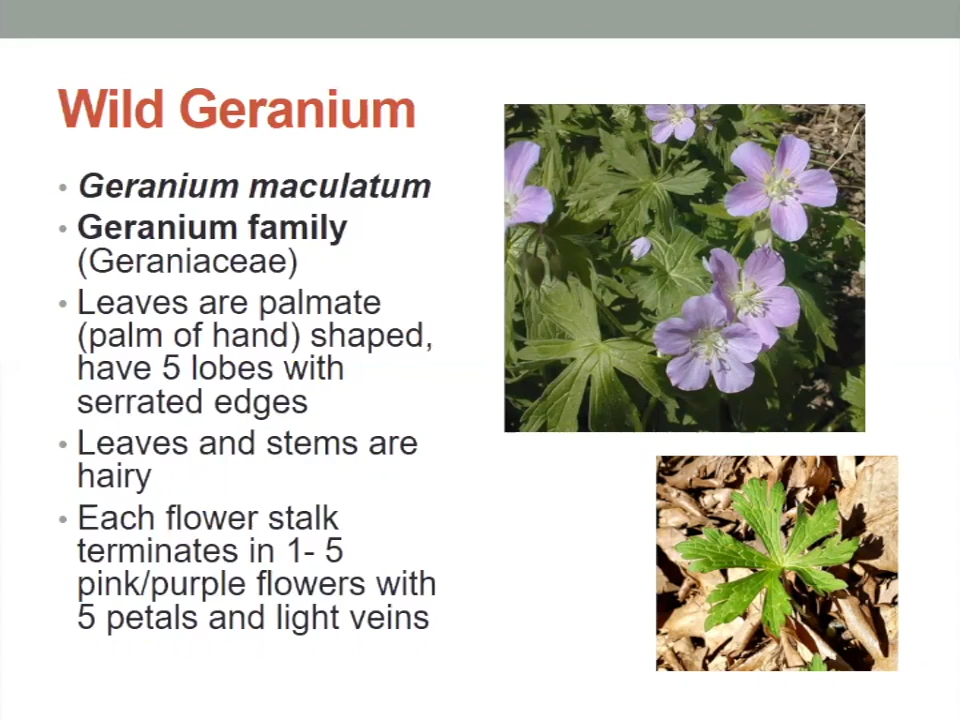 Wild Geranium
• Geranium maculatum
• Geranium family
(Geraniaceae)
• Leaves are palmate
(palm of hand) shaped,
have 5 lobes with
serrated edges
• Leaves and stems are
hairy
• Each flower stalk
terminates in 1- 5
pink/purple flowers with
5 petals and light veins